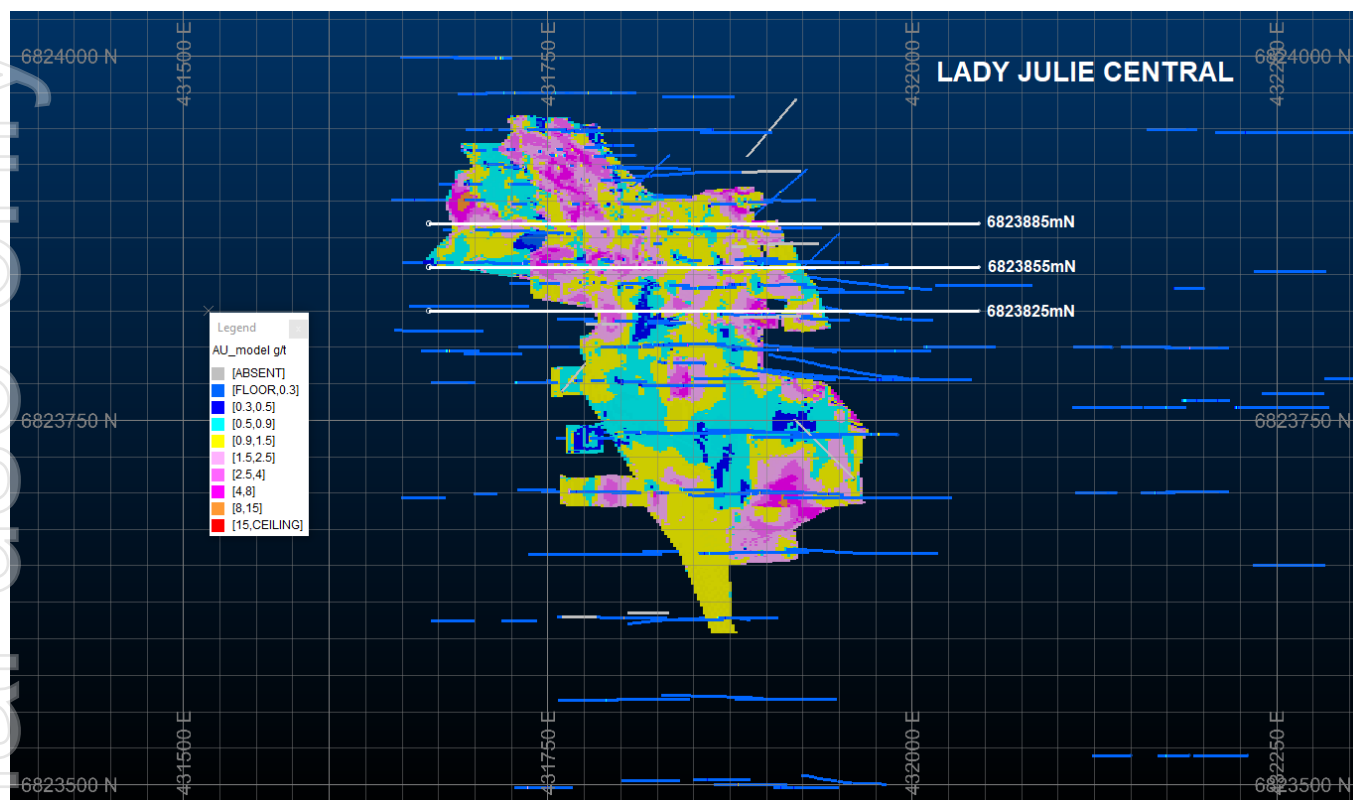 6824000 N
431500 E
431750 E
432000 E
432250 E
6824000 N
LADY JULIE CENTRAL
6823885mN
6823855mN
6823825mN
Legend
x
AU_model g/t
[ABSENT]
[FLOOR,0.3]
[0.3,0.5]
[0.5,0.9]
[0.9,1.5]
[1.5,2.5]
[2.5,4]
[4,8]
[8,15]
[15,CEILING]
6823750 N
6823750 N
431500 E
431750 E
432000 E
432250 E
6823500 N
6823500 N